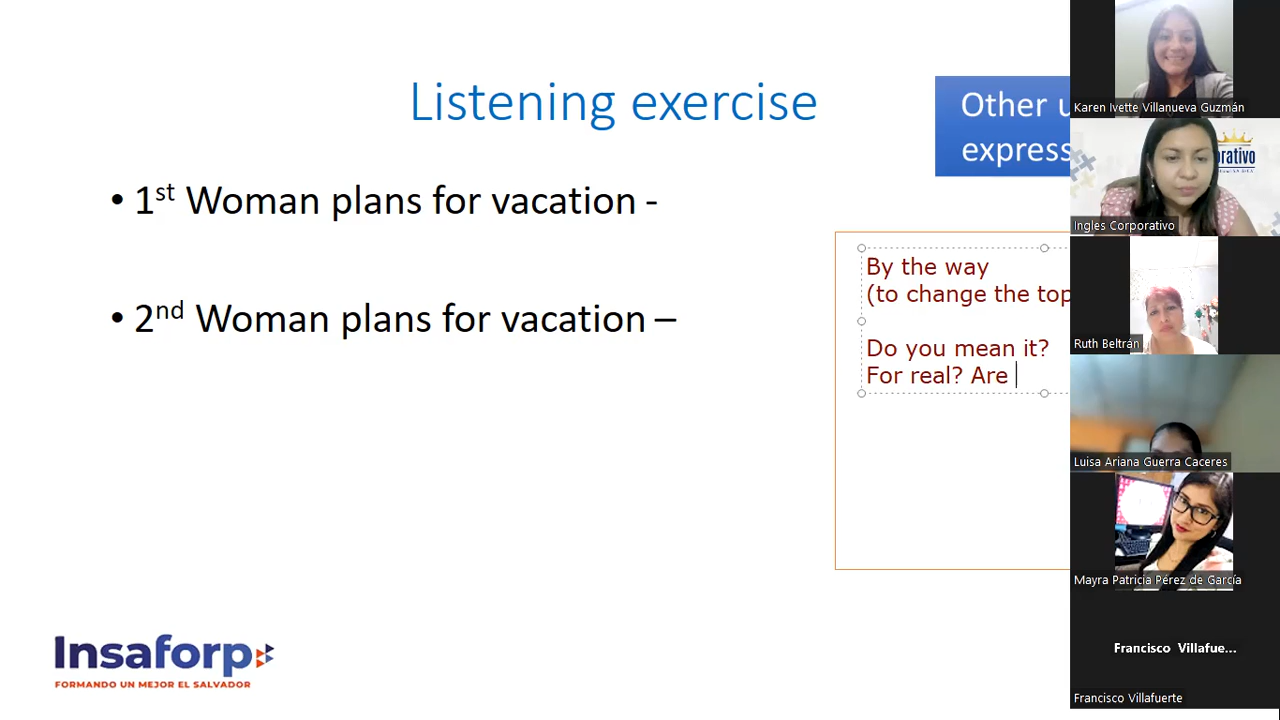 Listening exercise
• 1st Woman plans for vacation -
• 2nd Woman plans for vacation –
Other
By the way
(to change the
Do you mean it?
For real? Are
Insaforp
FORMANDO UN MEJOR EL SALVADOR
Karen Ivette Villanueva Guzmán
Ingles Corporativo
Ruth Beltrán
Luisa Ariana Guerra Caceres
Mayra Patricia Pérez de García
Francisco Villafue...
Francisco Villafuerte